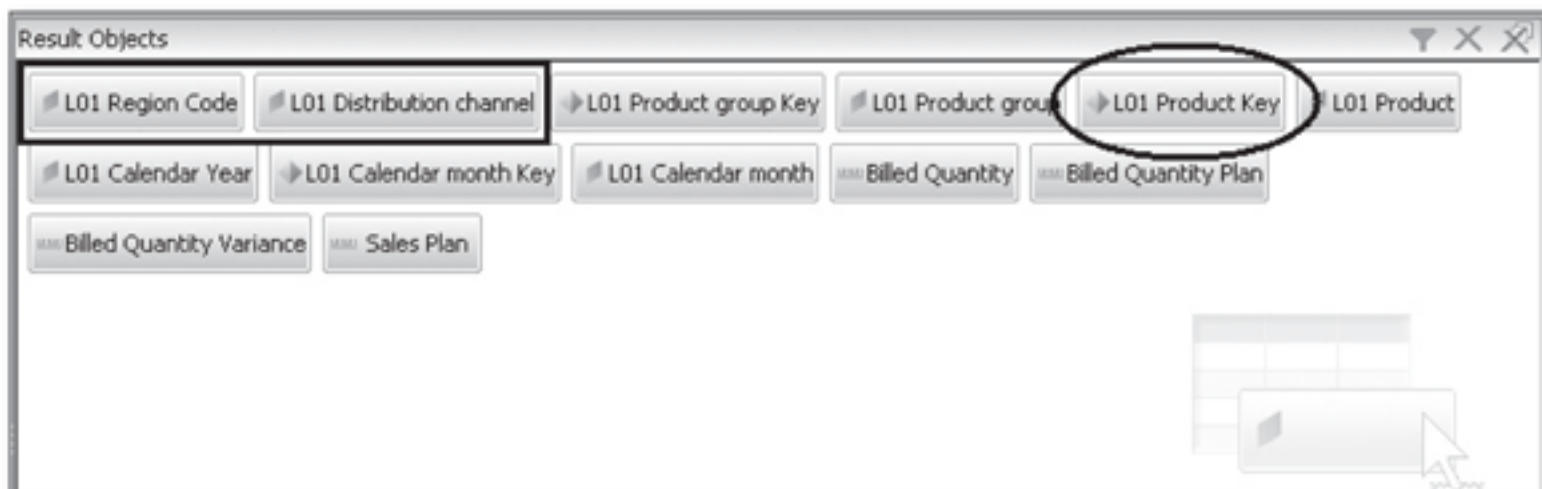 Result Objects
L01 Region Code L01 Distribution channel L01 Product group Key L01 Product group L01 Product Key L01 Product
L01 Calendar Year L01 Calendar month Key L01 Calendar month Billed Quantity Billed Quantity Plan
Billed Quantity Variance Sales Plan